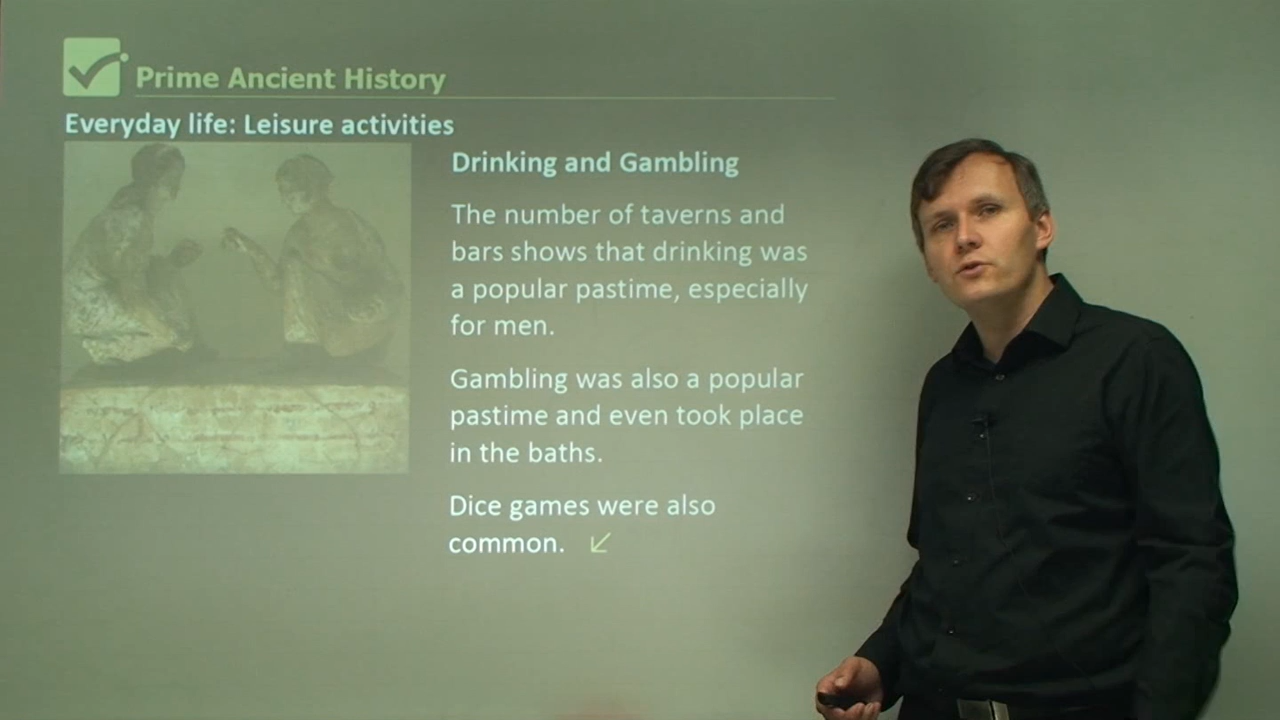 Prime Ancient History
Everyday life: Leisure activities
Drinking and Gambling
The number of taverns and
bars shows that drinking was
a popular pastime, especially
for men.
Gambling was also a popular
pastime and even took place
in the baths.
Dice games were also
common.